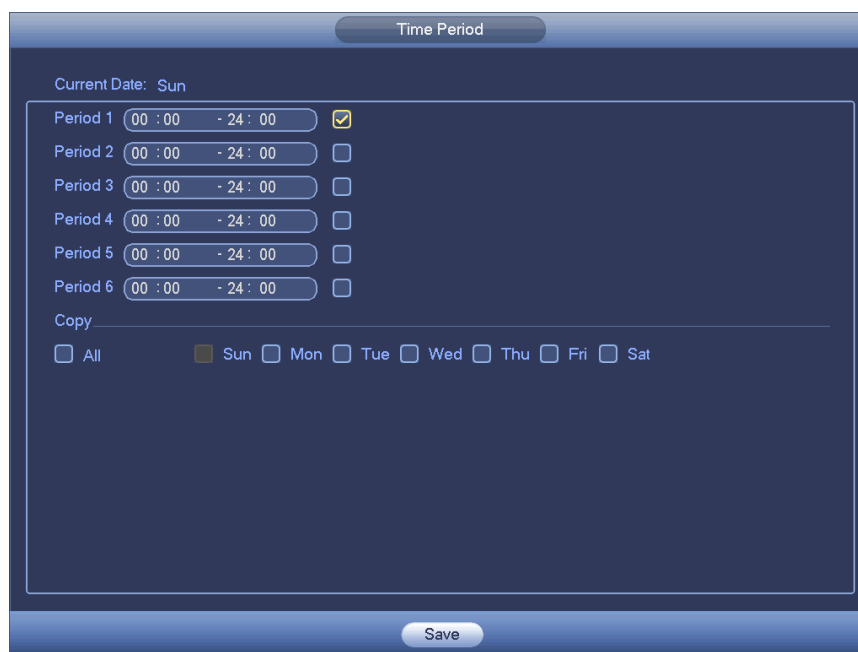 Time Period
Current Date: Sun
Period 1 00 :00 - 24 : 00
Period 2 00 :00 - 24 : 00
Period 3 00 :00 - 24 : 00
Period 4 00 :00 - 24 : 00
Period 5 00 :00 - 24 : 00
Period 6 00 :00 - 24 : 00
Copy
All Sun Mon Tue Wed Thu Fri Sat
Save